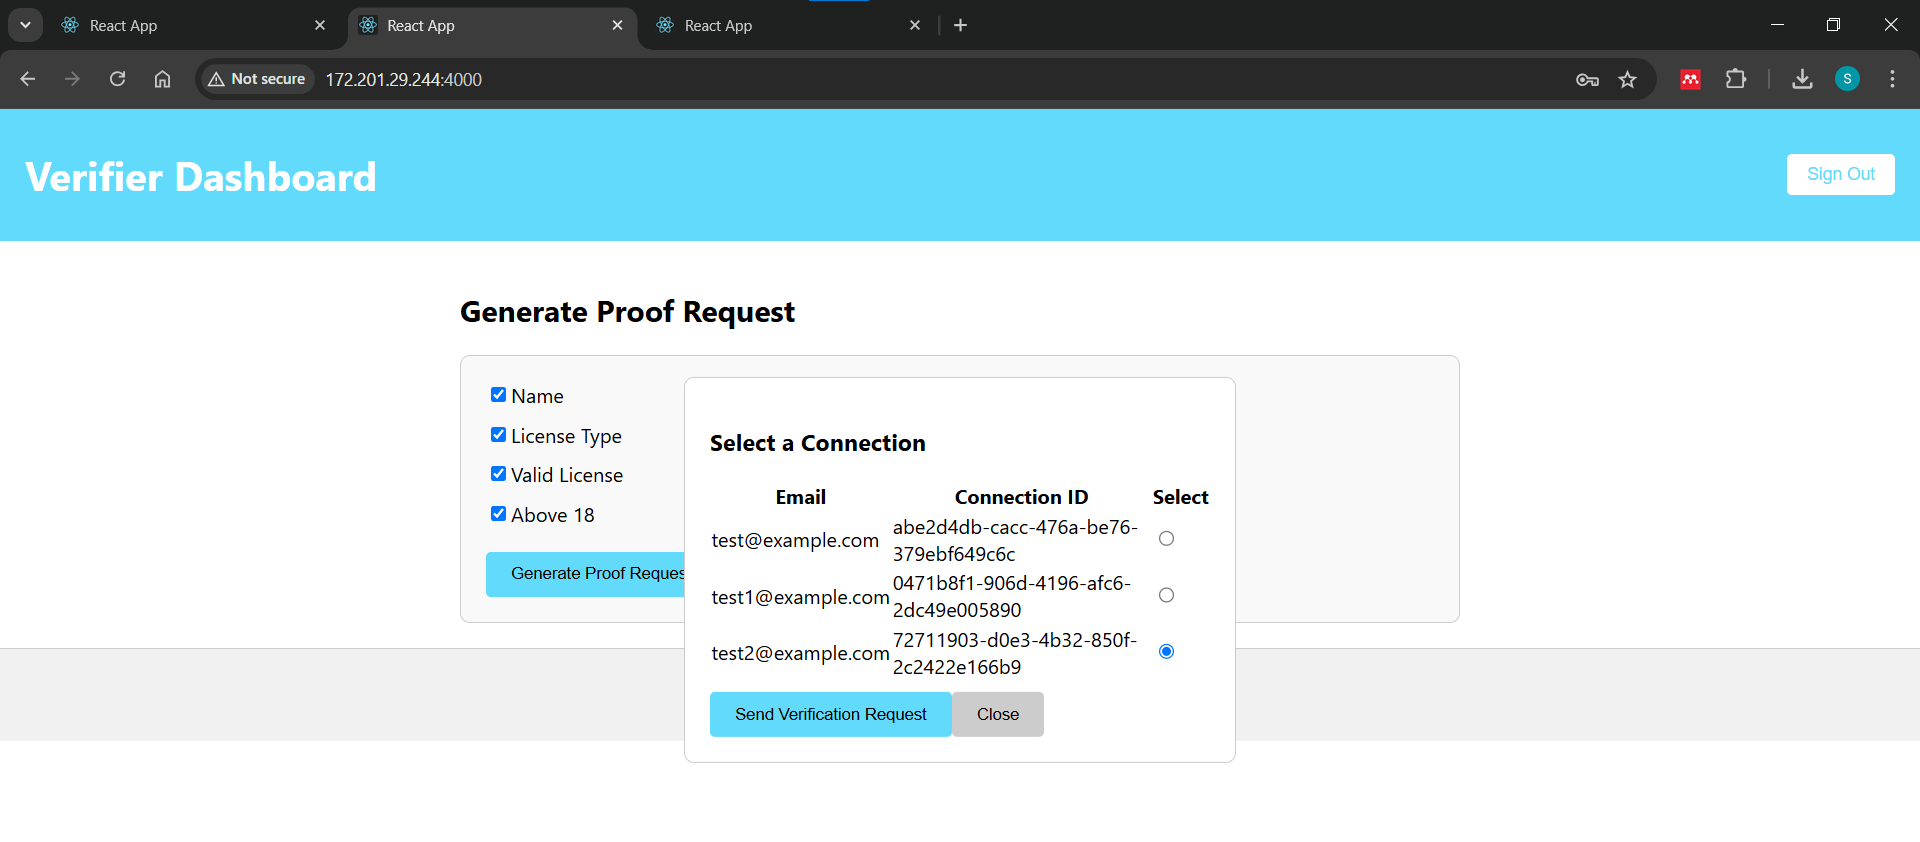 React App
React App
React App
Not secure
172.201.29.244:4000
S
Verifier Dashboard
Sign Out
Generate Proof Request
Name
License Type
Valid License
Above 18
Generate Proof Reques
Select a Connection
Email Connection ID Select
test@example.com abe2d4db-cacc-476a-be76-
379ebf649c6c
test1@example.com 0471b8f1-906d-4196-afc6-
2dc49e005890
test2@example.com 72711903-d0e3-4b32-850f-
2c2422e166b9
Send Verification Request
Close